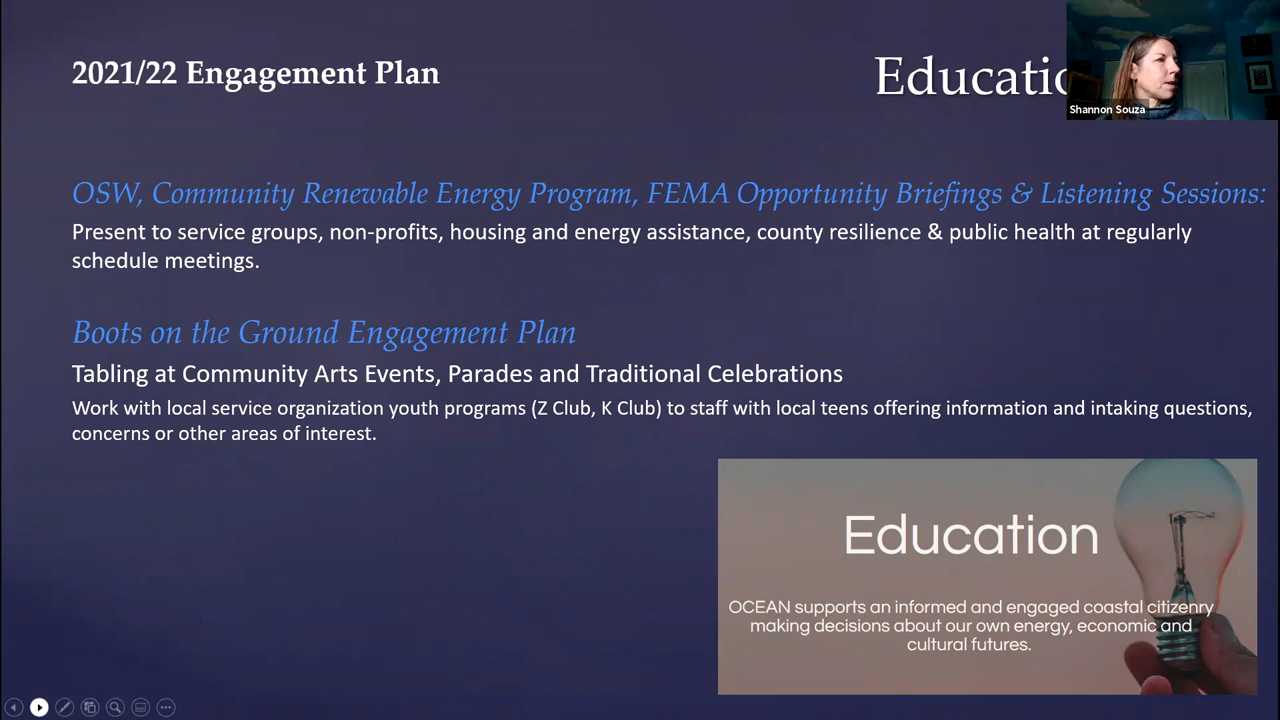 2021/22 Engagement Plan
Educatio
Shannon Souza
OSW, Community Renewable Energy Program, FEMA Opportunity Briefings & Listening Sessions:
Present to service groups, non-profits, housing and energy assistance, county resilience & public health at regularly
schedule meetings.
Boots on the Ground Engagement Plan
Tabling at Community Arts Events, Parades and Traditional Celebrations
Work with local service organization youth programs (Z Club, K Club) to staff with local teens offering information and intaking questions,
concerns or other areas of interest.
Education
OCEAN supports an informed and engaged coastal citizenry
making decisions about our own energy, economic and
cultural futures.